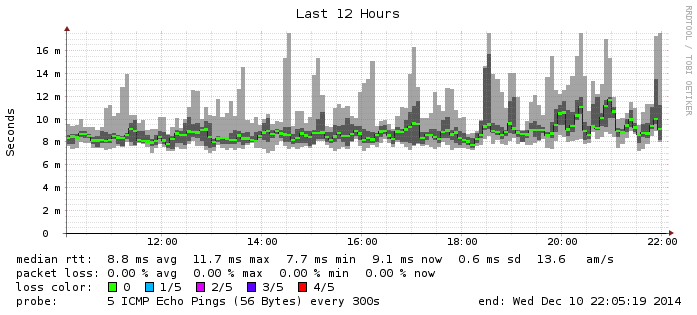 Last 12 Hours
RRDTOOL / TOBI OETIKER
Seconds
16 m
14 m
12 m
10 m
8 m
6 m
4 m
2 m
0
12:00 14:00 16:00 18:00 20:00 22:00
median rtt: 8.8 ms avg 11.7 ms max 7.7 ms min 9.1 ms now 0.6 ms sd 13.6 am/s
packet loss: 0.00 % avg 0.00 % max 0.00 % min 0.00 % now
loss color: 0 1/5 2/5 3/5 4/5
probe: 5 ICMP Echo Pings (56 Bytes) every 300s end: Wed Dec 10 22:05:19 2014